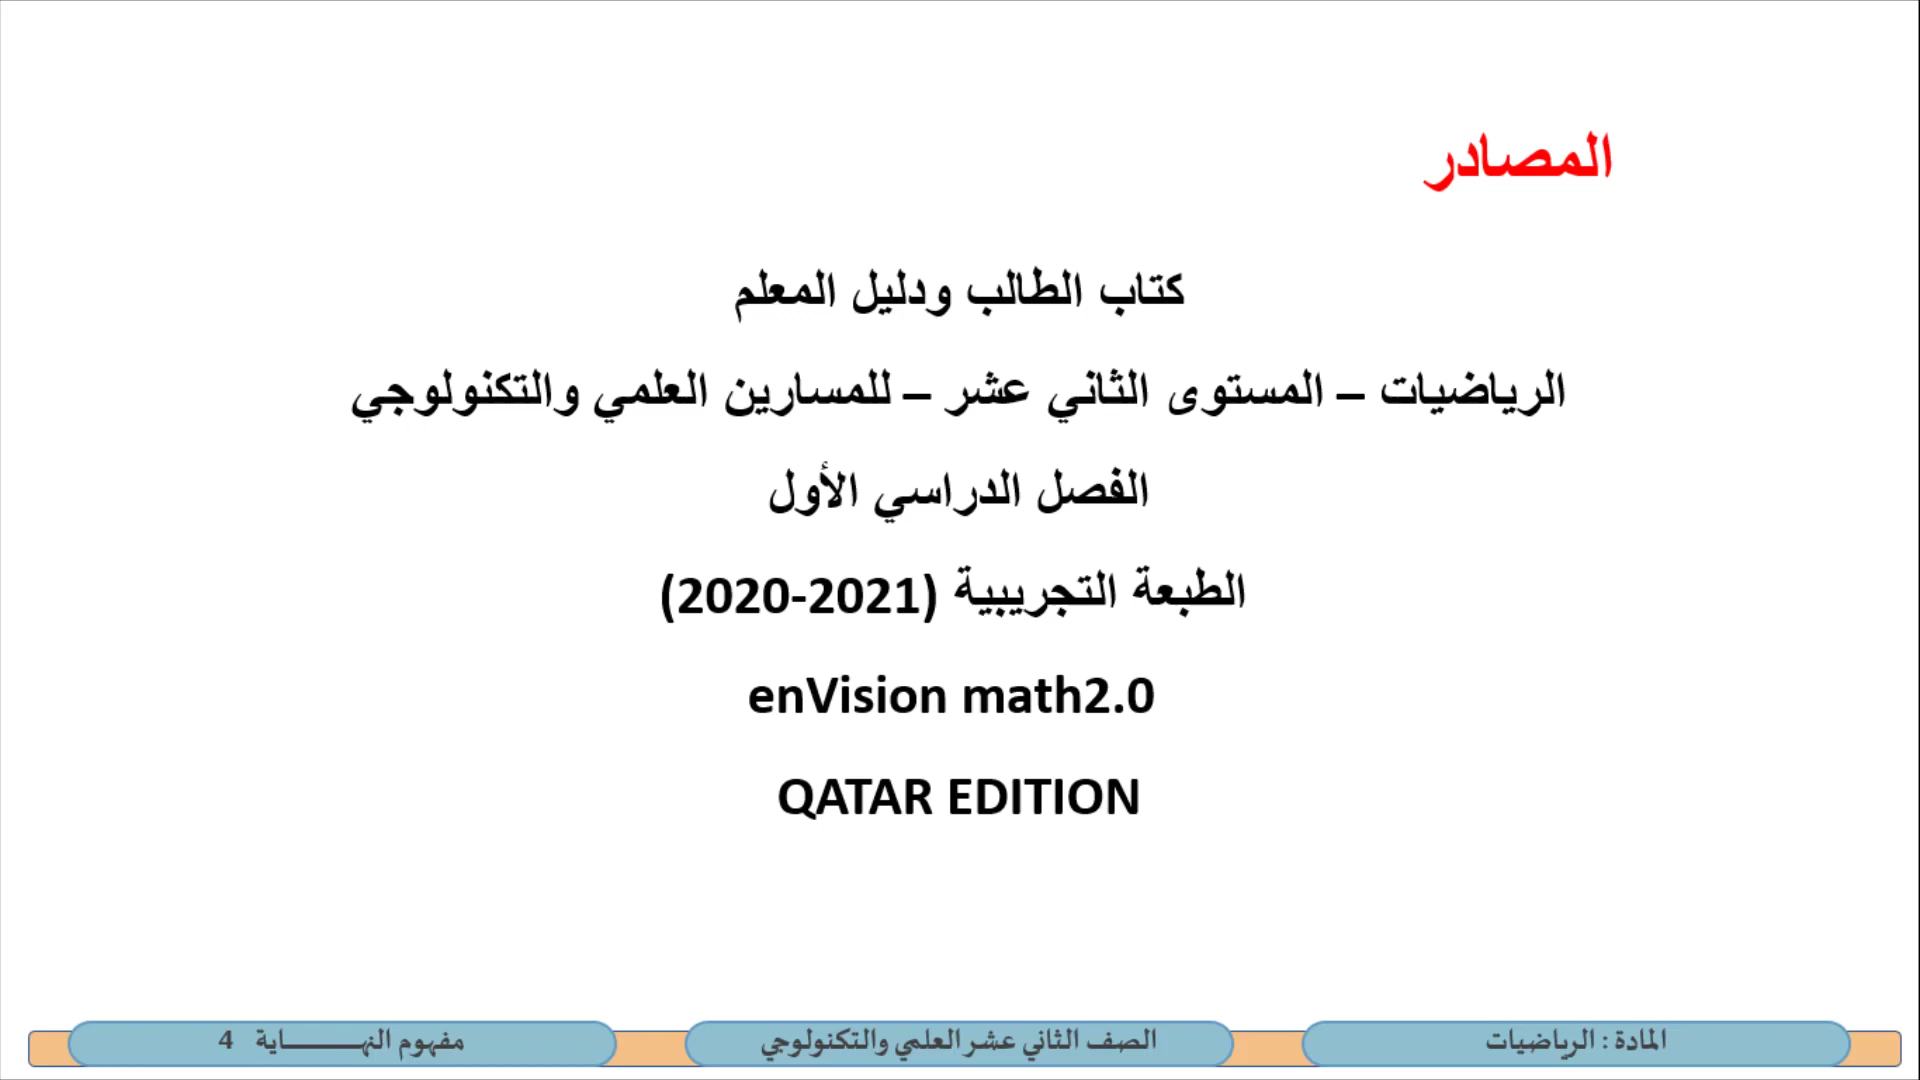 المصادر
كتاب الطالب ودليل المعلم
الرياضيات – المستوى الثاني عشر – للمسارين العلمي والتكنولوجي
الفصل الدراسي الأول
الطبعة التجريبية (2021-2020)
enVision math2.0
QATAR EDITION
المادة : الرياضيات
الصف الثاني عشر العلمي والتكنولوجي
مفهوم النهـــــــــاية 4